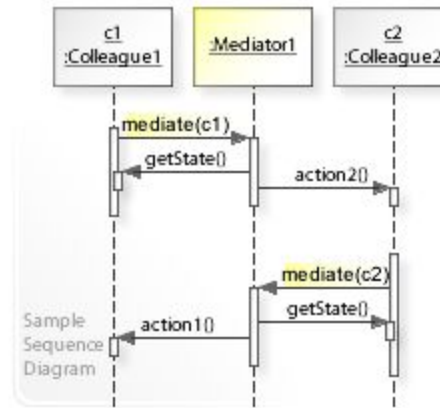 c1
:Colleague1
:Mediator1
c2
:Colleague2
mediate(c1)
getState()
action2()
mediate(c2)
getState()
action1()
Sample
Sequence
Diagram